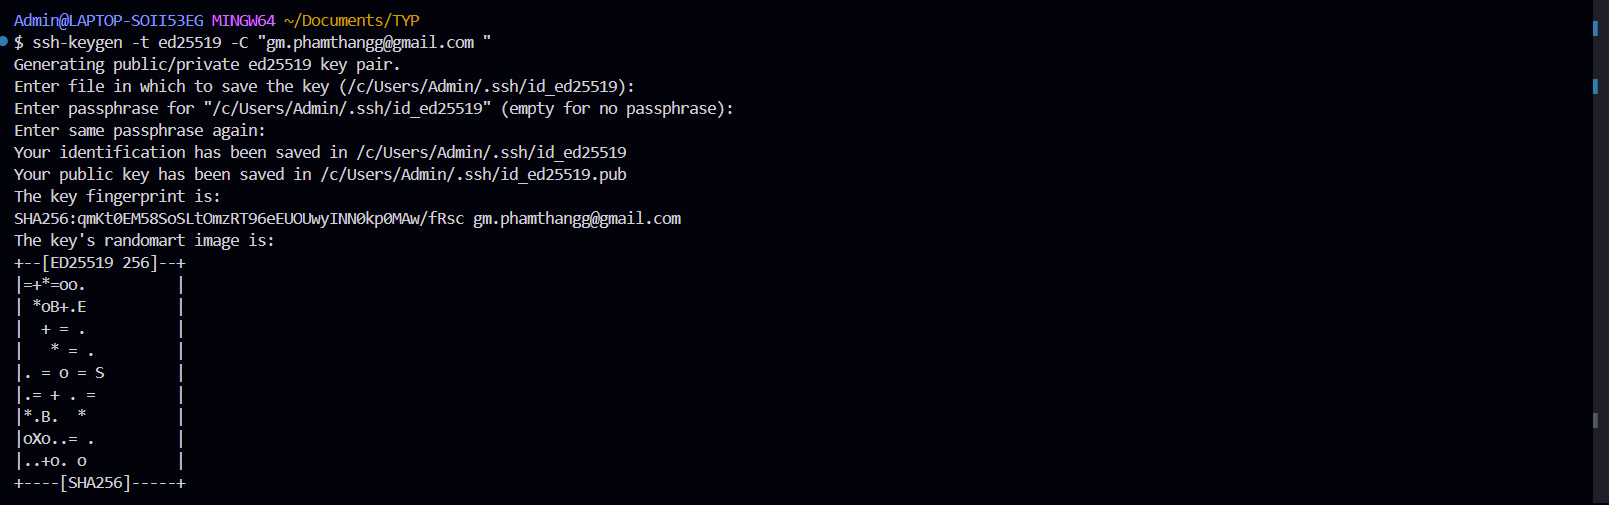 Admin@LAPTOP-SOII53EG MINGW64 ~/Documents/TYP
$ ssh-keygen -t ed25519 -C "gm.phamthangg@gmail.com "
Generating public/private ed25519 key pair.
Enter file in which to save the key (/c/Users/Admin/.ssh/id_ed25519):
Enter passphrase for "/c/Users/Admin/.ssh/id_ed25519" (empty for no passphrase):
Enter same passphrase again:
Your identification has been saved in /c/Users/Admin/.ssh/id_ed25519
Your public key has been saved in /c/Users/Admin/.ssh/id_ed25519.pub
The key fingerprint is:
SHA256:qmKt0EM58SoSLtOmzRT96eEUOUwyINN0kp0MAw/fRsc gm.phamthangg@gmail.com
The key's randomart image is:
+--[ED25519 256]--+
|=+*=oo.          |
| *oB+.E          |
|  + = .          |
|   * = .         |
|. = o = S        |
|.= + . =         |
|*.B.  *          |
|oXo..= .         |
|..+o. o          |
+----[SHA256]-----+